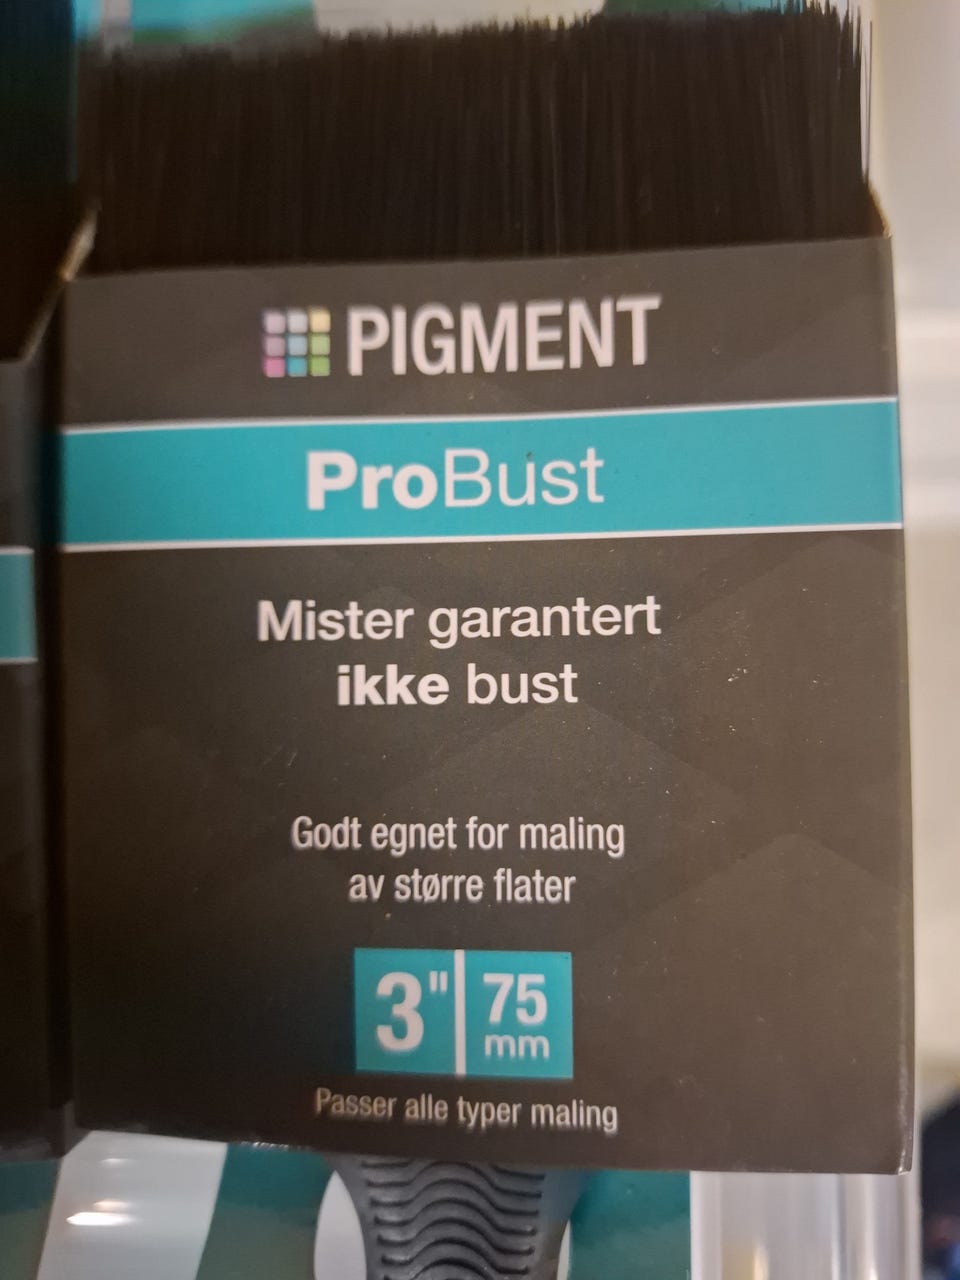 PIGMENT
ProBust
Mister garantert
ikke bust
Godt egnet for maling
av større flater
3" 75
mm
Passer alle typer maling